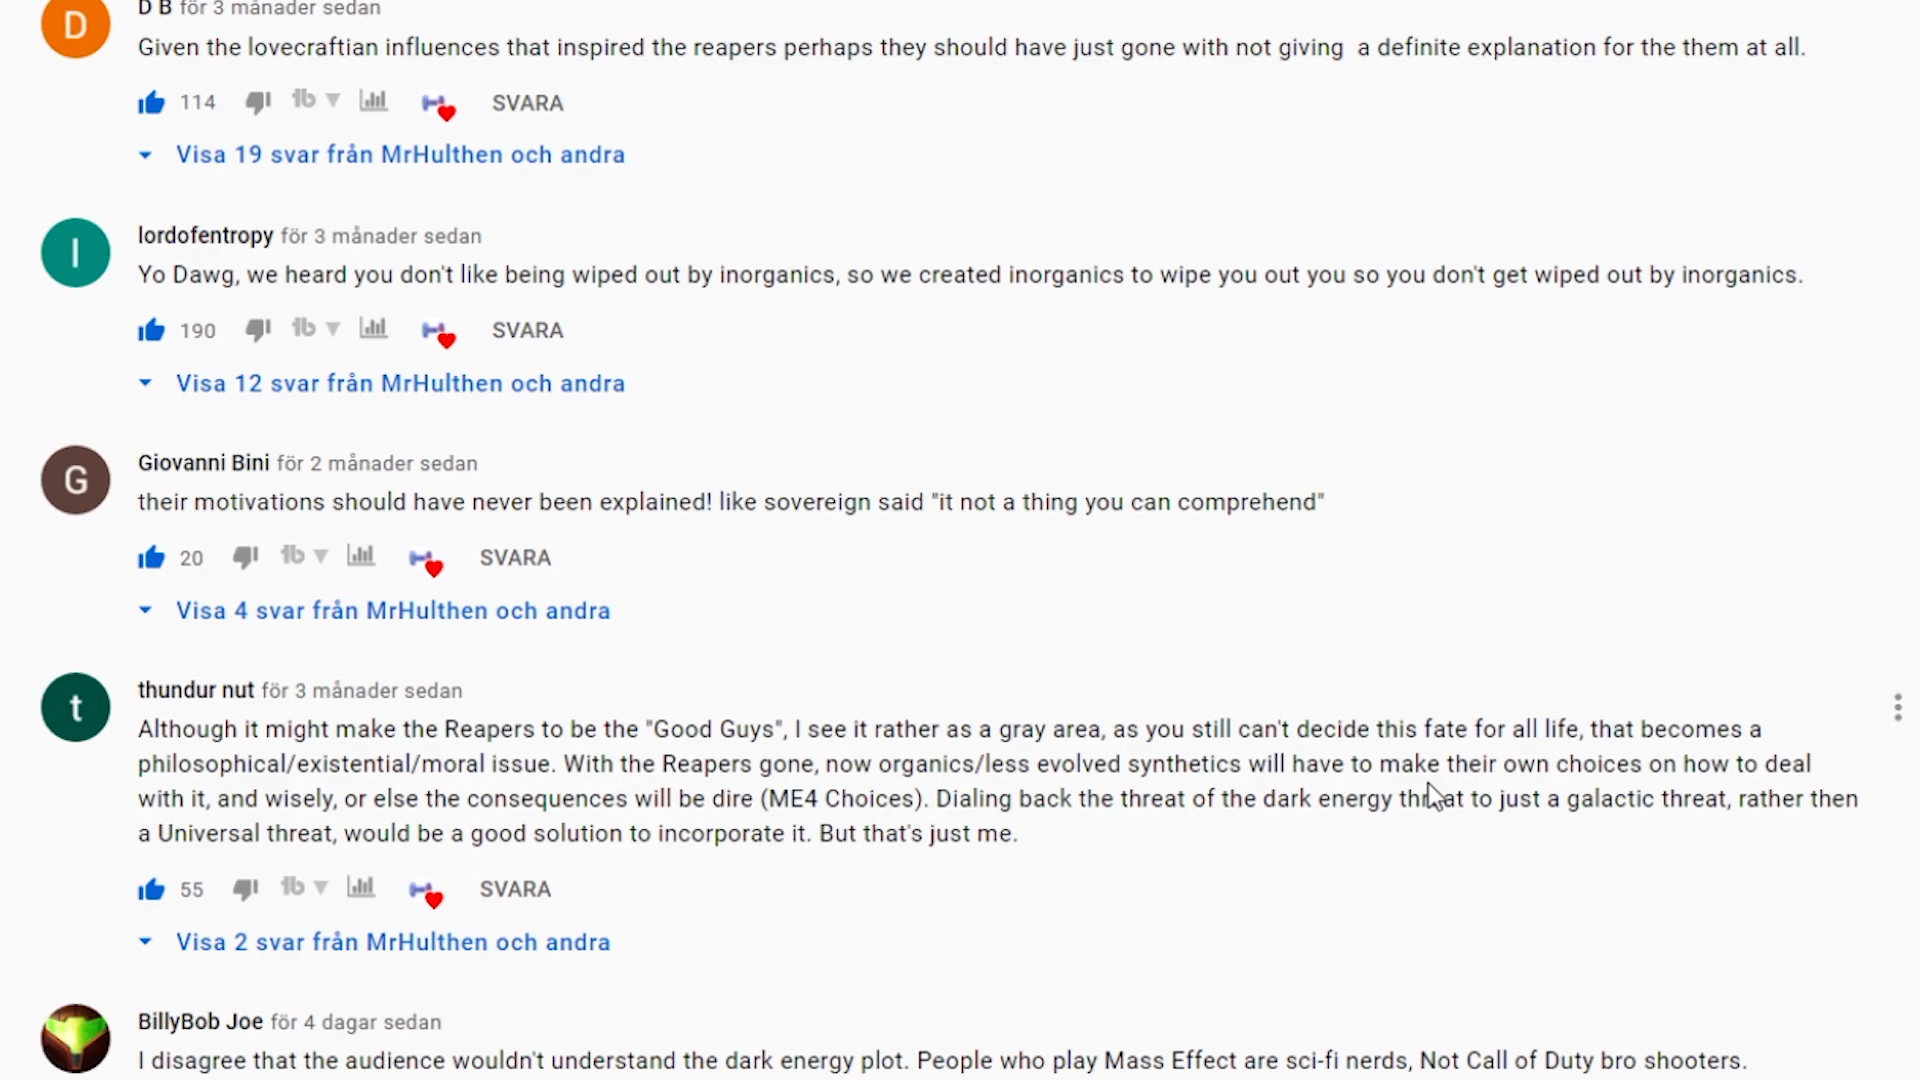 D B för 3 månader sedan
D
Given the lovecraftian influences that inspired the reapers perhaps they should have just gone with not giving  a definite explanation for the them at all.
114 SVARA
Visa 19 svar från MrHulthen och andra
lordofentropy för 3 månader sedan
l
Yo Dawg, we heard you don't like being wiped out by inorganics, so we created inorganics to wipe you out you so you don't get wiped out by inorganics.
190 SVARA
Visa 12 svar från MrHulthen och andra
Giovanni Bini för 2 månader sedan
G
their motivations should have never been explained! like sovereign said "it not a thing you can comprehend"
20 SVARA
Visa 4 svar från MrHulthen och andra
thundur nut för 3 månader sedan
t
Although it might make the Reapers to be the "Good Guys", I see it rather as a gray area, as you still can't decide this fate for all life, that becomes a
philosophical/existential/moral issue. With the Reapers gone, now organics/less evolved synthetics will have to make their own choices on how to deal
with it, and wisely, or else the consequences will be dire (ME4 Choices). Dialing back the threat of the dark energy threat to just a galactic threat, rather then
a Universal threat, would be a good solution to incorporate it. But that's just me.
55 SVARA
Visa 2 svar från MrHulthen och andra
BillyBob Joe för 4 dagar sedan
I disagree that the audience wouldn't understand the dark energy plot. People who play Mass Effect are sci-fi nerds, Not Call of Duty bro shooters.